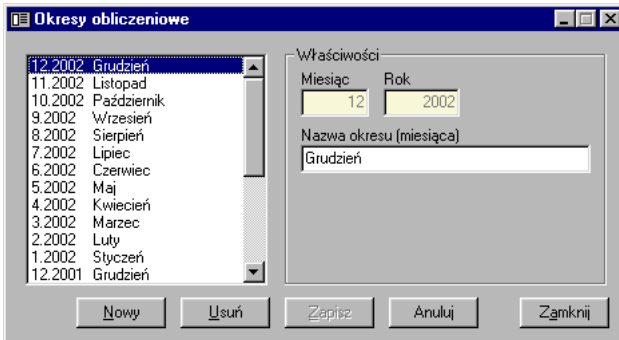 Okresy obliczeniowe
12.2002 Grudzień
11.2002 Listopad
10.2002 Październik
9.2002 Wrzesień
8.2002 Sierpień
7.2002 Lipiec
6.2002 Czerwiec
5.2002 Maj
4.2002 Kwiecień
3.2002 Marzec
2.2002 Luty
1.2002 Styczeń
12.2001 Grudzień
Właściwości
Miesiąc Rok
12 2002
Nazwa okresu (miesiąca)
Grudzień
Nowy Usuń Zapisz Anuluj Zamknij